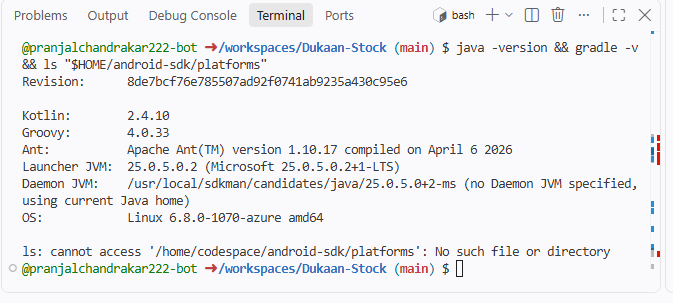 Problems Output Debug Console Terminal Ports bash
@pranjalchandrakar222-bot ➜/workspaces/Dukaan-Stock (main) $ java -version && gradle -v
&& ls "$HOME/android-sdk/platforms"
Revision: 8de7bcf76e785507ad92f0741ab9235a430c95e6
Kotlin: 2.4.10
Groovy: 4.0.33
Ant: Apache Ant(TM) version 1.10.17 compiled on April 6 2026
Launcher JVM: 25.0.5.0.2 (Microsoft 25.0.5.0.2+1-LTS)
Daemon JVM: /usr/local/sdkman/candidates/java/25.0.5.0+2-ms (no Daemon JVM specified,
using current Java home)
OS: Linux 6.8.0-1070-azure amd64
ls: cannot access '/home/codespace/android-sdk/platforms': No such file or directory
@pranjalchandrakar222-bot ➜/workspaces/Dukaan-Stock (main) $